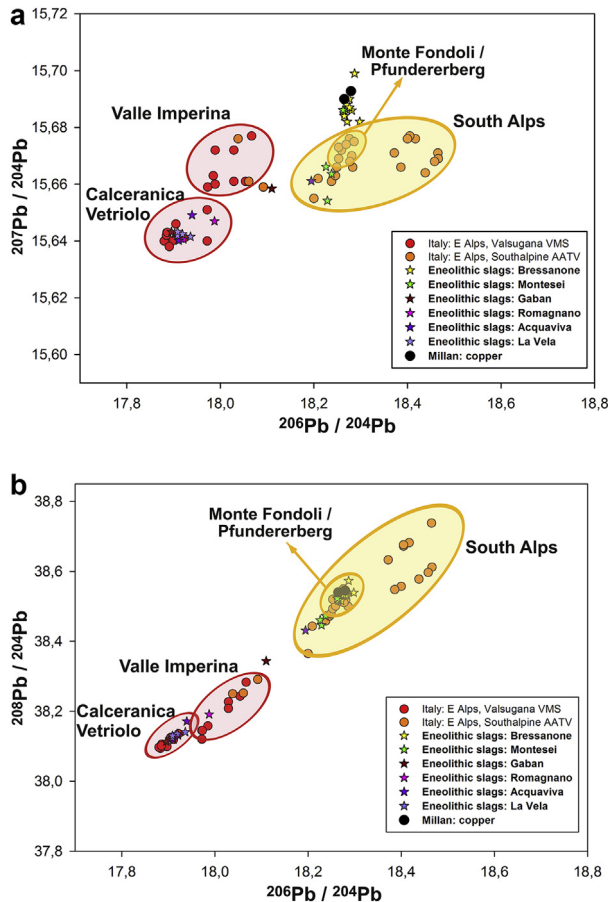 a
15,72
15,70
15,68
15,66
15,64
15,62
15,60
207Pb / 204Pb
Monte Fondoli /
Pfundererberg
Valle Imperina
South Alps
Calceranica
Vetriolo
Italy: E Alps, Valsugana VMS
Italy: E Alps, Southalpine AATV
Eneolithic slags: Bressanone
Eneolithic slags: Montesei
Eneolithic slags: Gaban
Eneolithic slags: Romagnano
Eneolithic slags: Acquaviva
Eneolithic slags: La Vela
Millan: copper
17,8 18,0 18,2 18,4 18,6 18,8
206Pb / 204Pb
b
38,8
38,6
38,4
38,2
38,0
37,8
208Pb / 204Pb
Monte Fondoli /
Pfundererberg
South Alps
Valle Imperina
Calceranica
Vetriolo
Italy: E Alps, Valsugana VMS
Italy: E Alps, Southalpine AATV
Eneolithic slags: Bressanone
Eneolithic slags: Montesei
Eneolithic slags: Gaban
Eneolithic slags: Romagnano
Eneolithic slags: Acquaviva
Eneolithic slags: La Vela
Millan: copper
17,8 18,0 18,2 18,4 18,6 18,8
206Pb / 204Pb